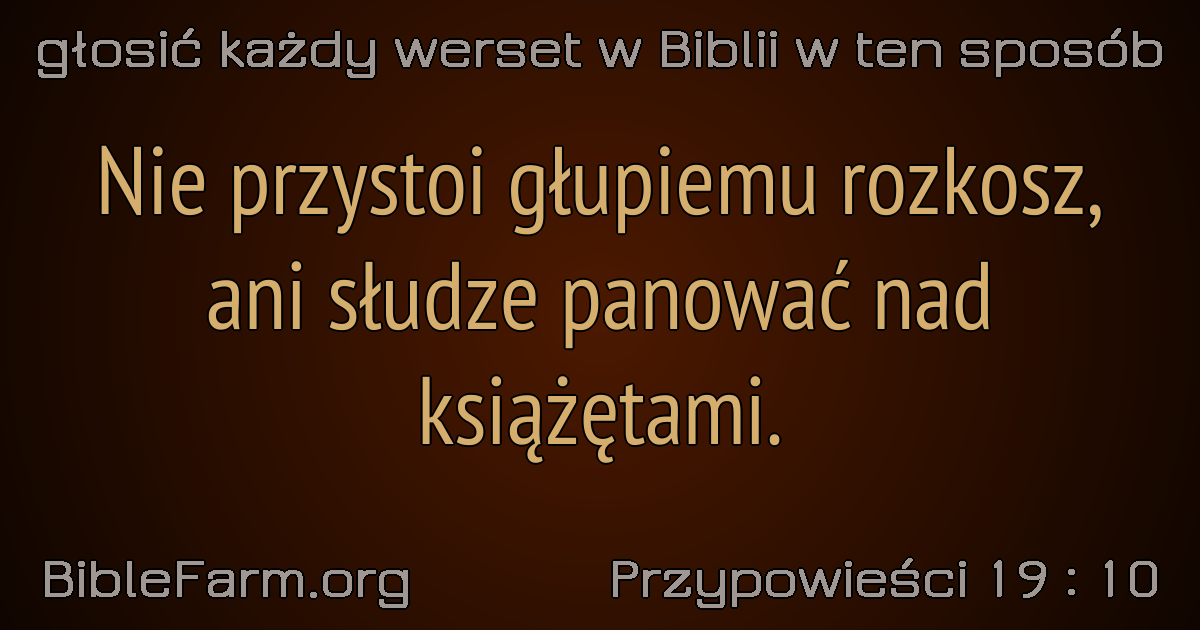 głosić każdy werset w Biblii w ten sposób
Nie przystoi głupiemu rozkosz,
ani słudze panować nad
książętami.
BibleFarm.org
Przypowieści 19 : 10